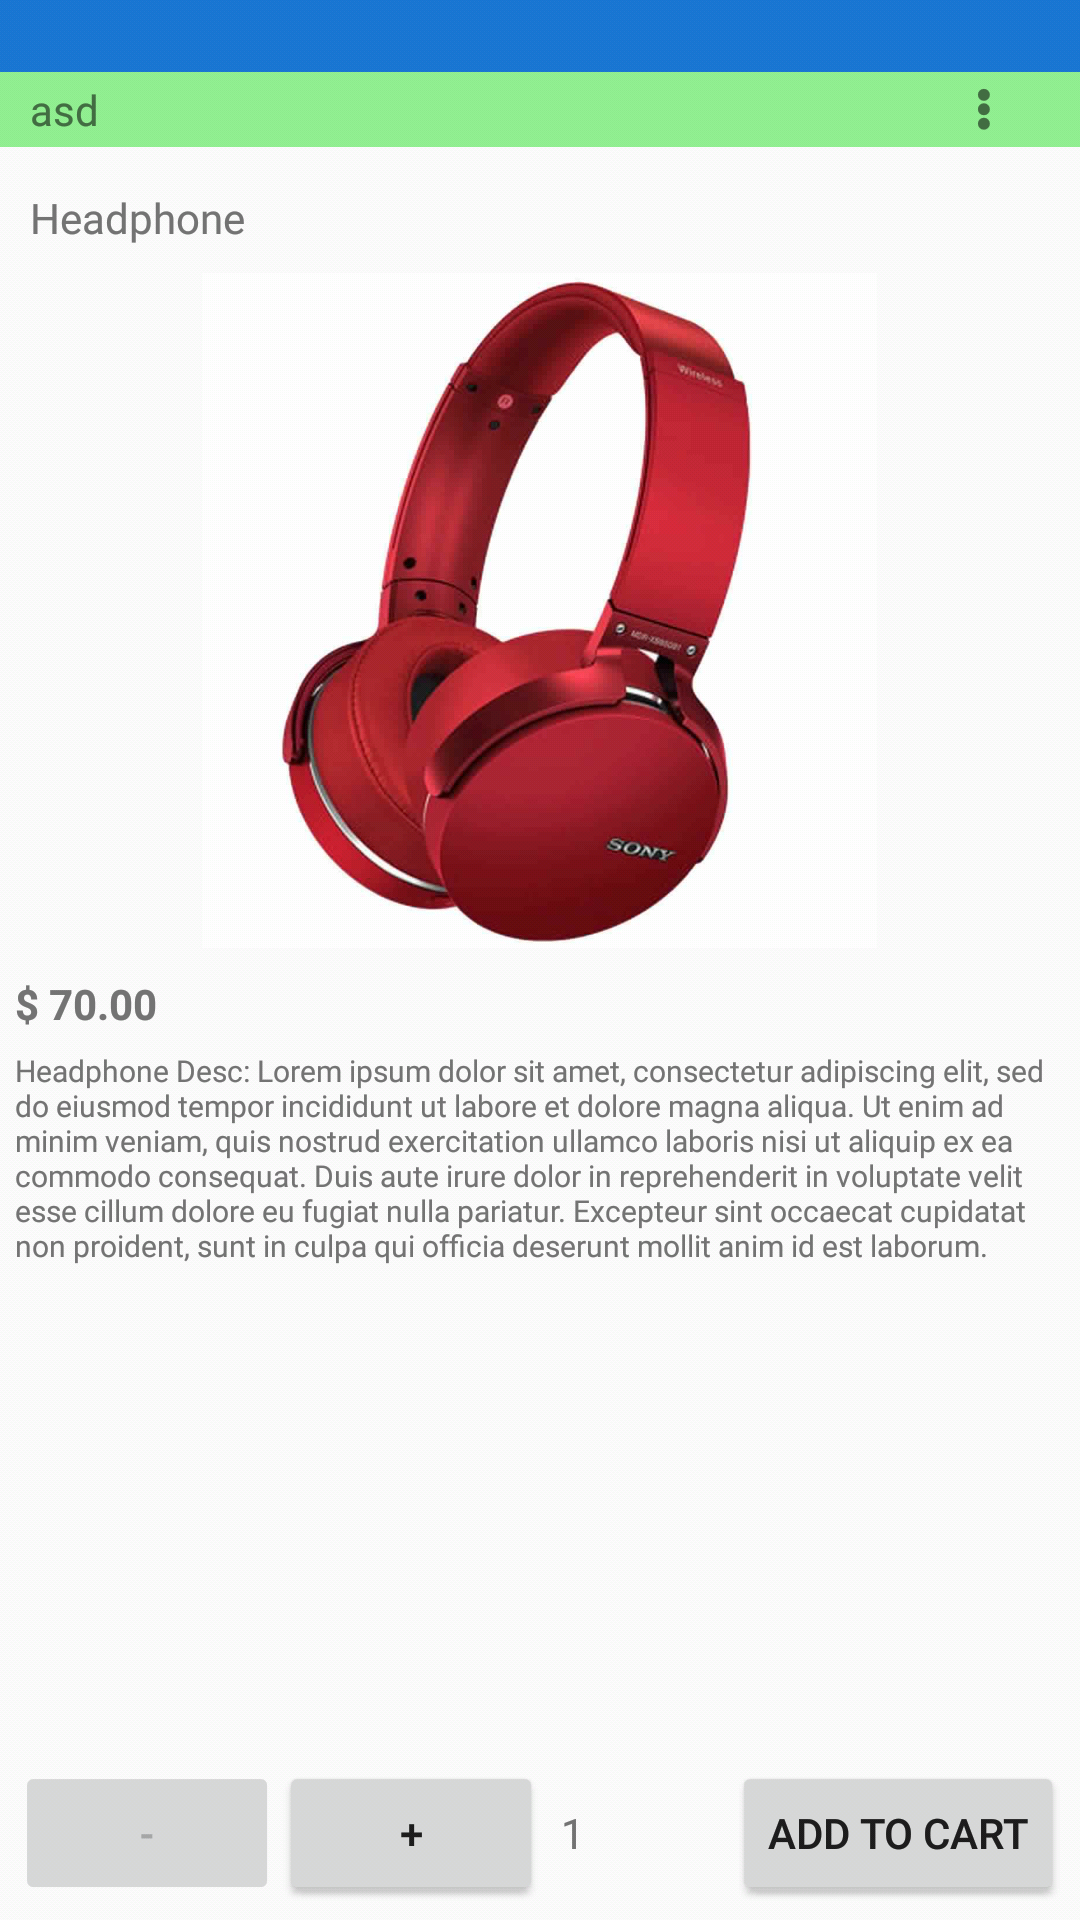 asd
Headphone
Wireless
SONY
$ 70.00
Headphone Desc: Lorem ipsum dolor sit amet, consectetur adipiscing elit, sed
do eiusmod tempor incididunt ut labore et dolore magna aliqua. Ut enim ad
minim veniam, quis nostrud exercitation ullamco laboris nisi ut aliquip ex ea
commodo consequat. Duis aute irure dolor in reprehenderit in voluptate velit
esse cillum dolore eu fugiat nulla pariatur. Excepteur sint occaecat cupidatat
non proident, sunt in culpa qui officia deserunt mollit anim id est laborum.
- + 1 ADD TO CART